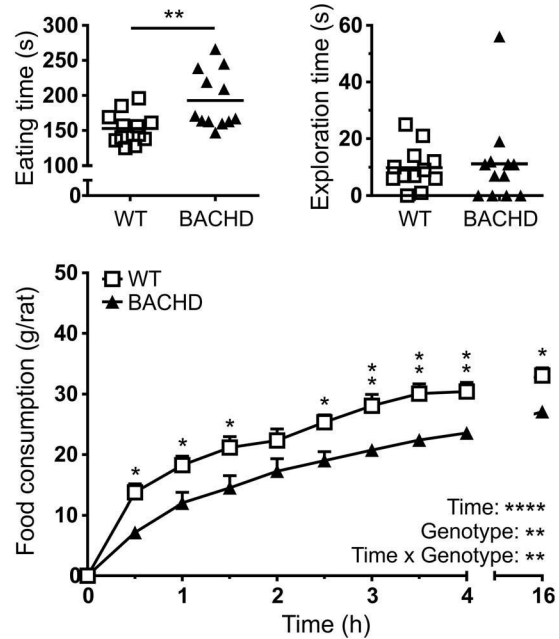 **
Eating time (s)
300
250
200
150
100
0
WT
BACHD
Exploration time (s)
60
40
20
0
WT
BACHD
Food consumption (g/rat)
50
40
30
20
10
0
WT
BACHD
*
*
*
*
**
**
**
*
Time: ****
Genotype: **
Time x Genotype: **
0
1
2
3
4
16
Time (h)